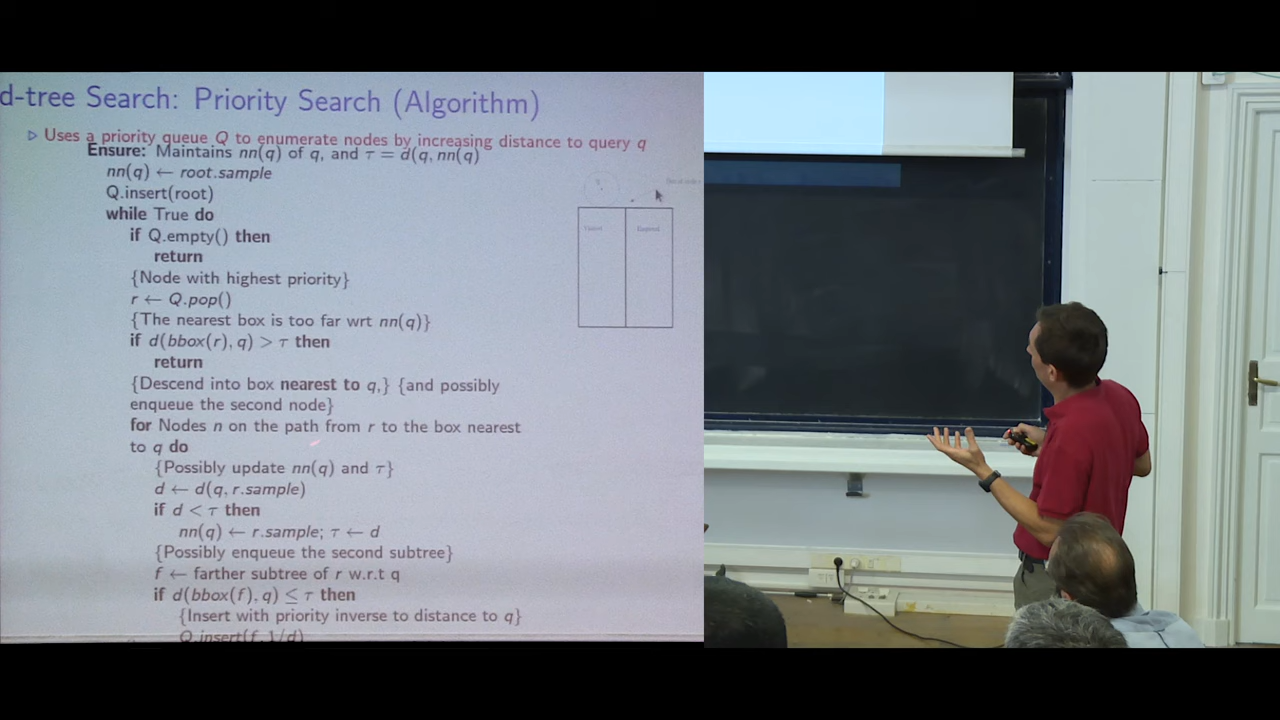 d-tree Search: Priority Search (Algorithm)
▷ Uses a priority queue Q to enumerate nodes by increasing distance to query q
Ensure: Maintains nn(q) of q, and τ = d(q, nn(q)
nn(q) ← root.sample
Q.insert(root)
while True do
if Q.empty() then
return
{Node with highest priority}
r ← Q.pop()
{The nearest box is too far wrt nn(q)}
if d(bbox(r), q) > τ then
return
{Descend into box nearest to q,} {and possibly
enqueue the second node}
for Nodes n on the path from r to the box nearest
to q do
{Possibly update nn(q) and τ}
d ← d(q, r.sample)
if d < τ then
nn(q) ← r.sample; τ ← d
{Possibly enqueue the second subtree}
f ← farther subtree of r w.r.t q
if d(bbox(f), q) ≤ τ then
{Insert with priority inverse to distance to q}
Q.insert(f, 1/d)